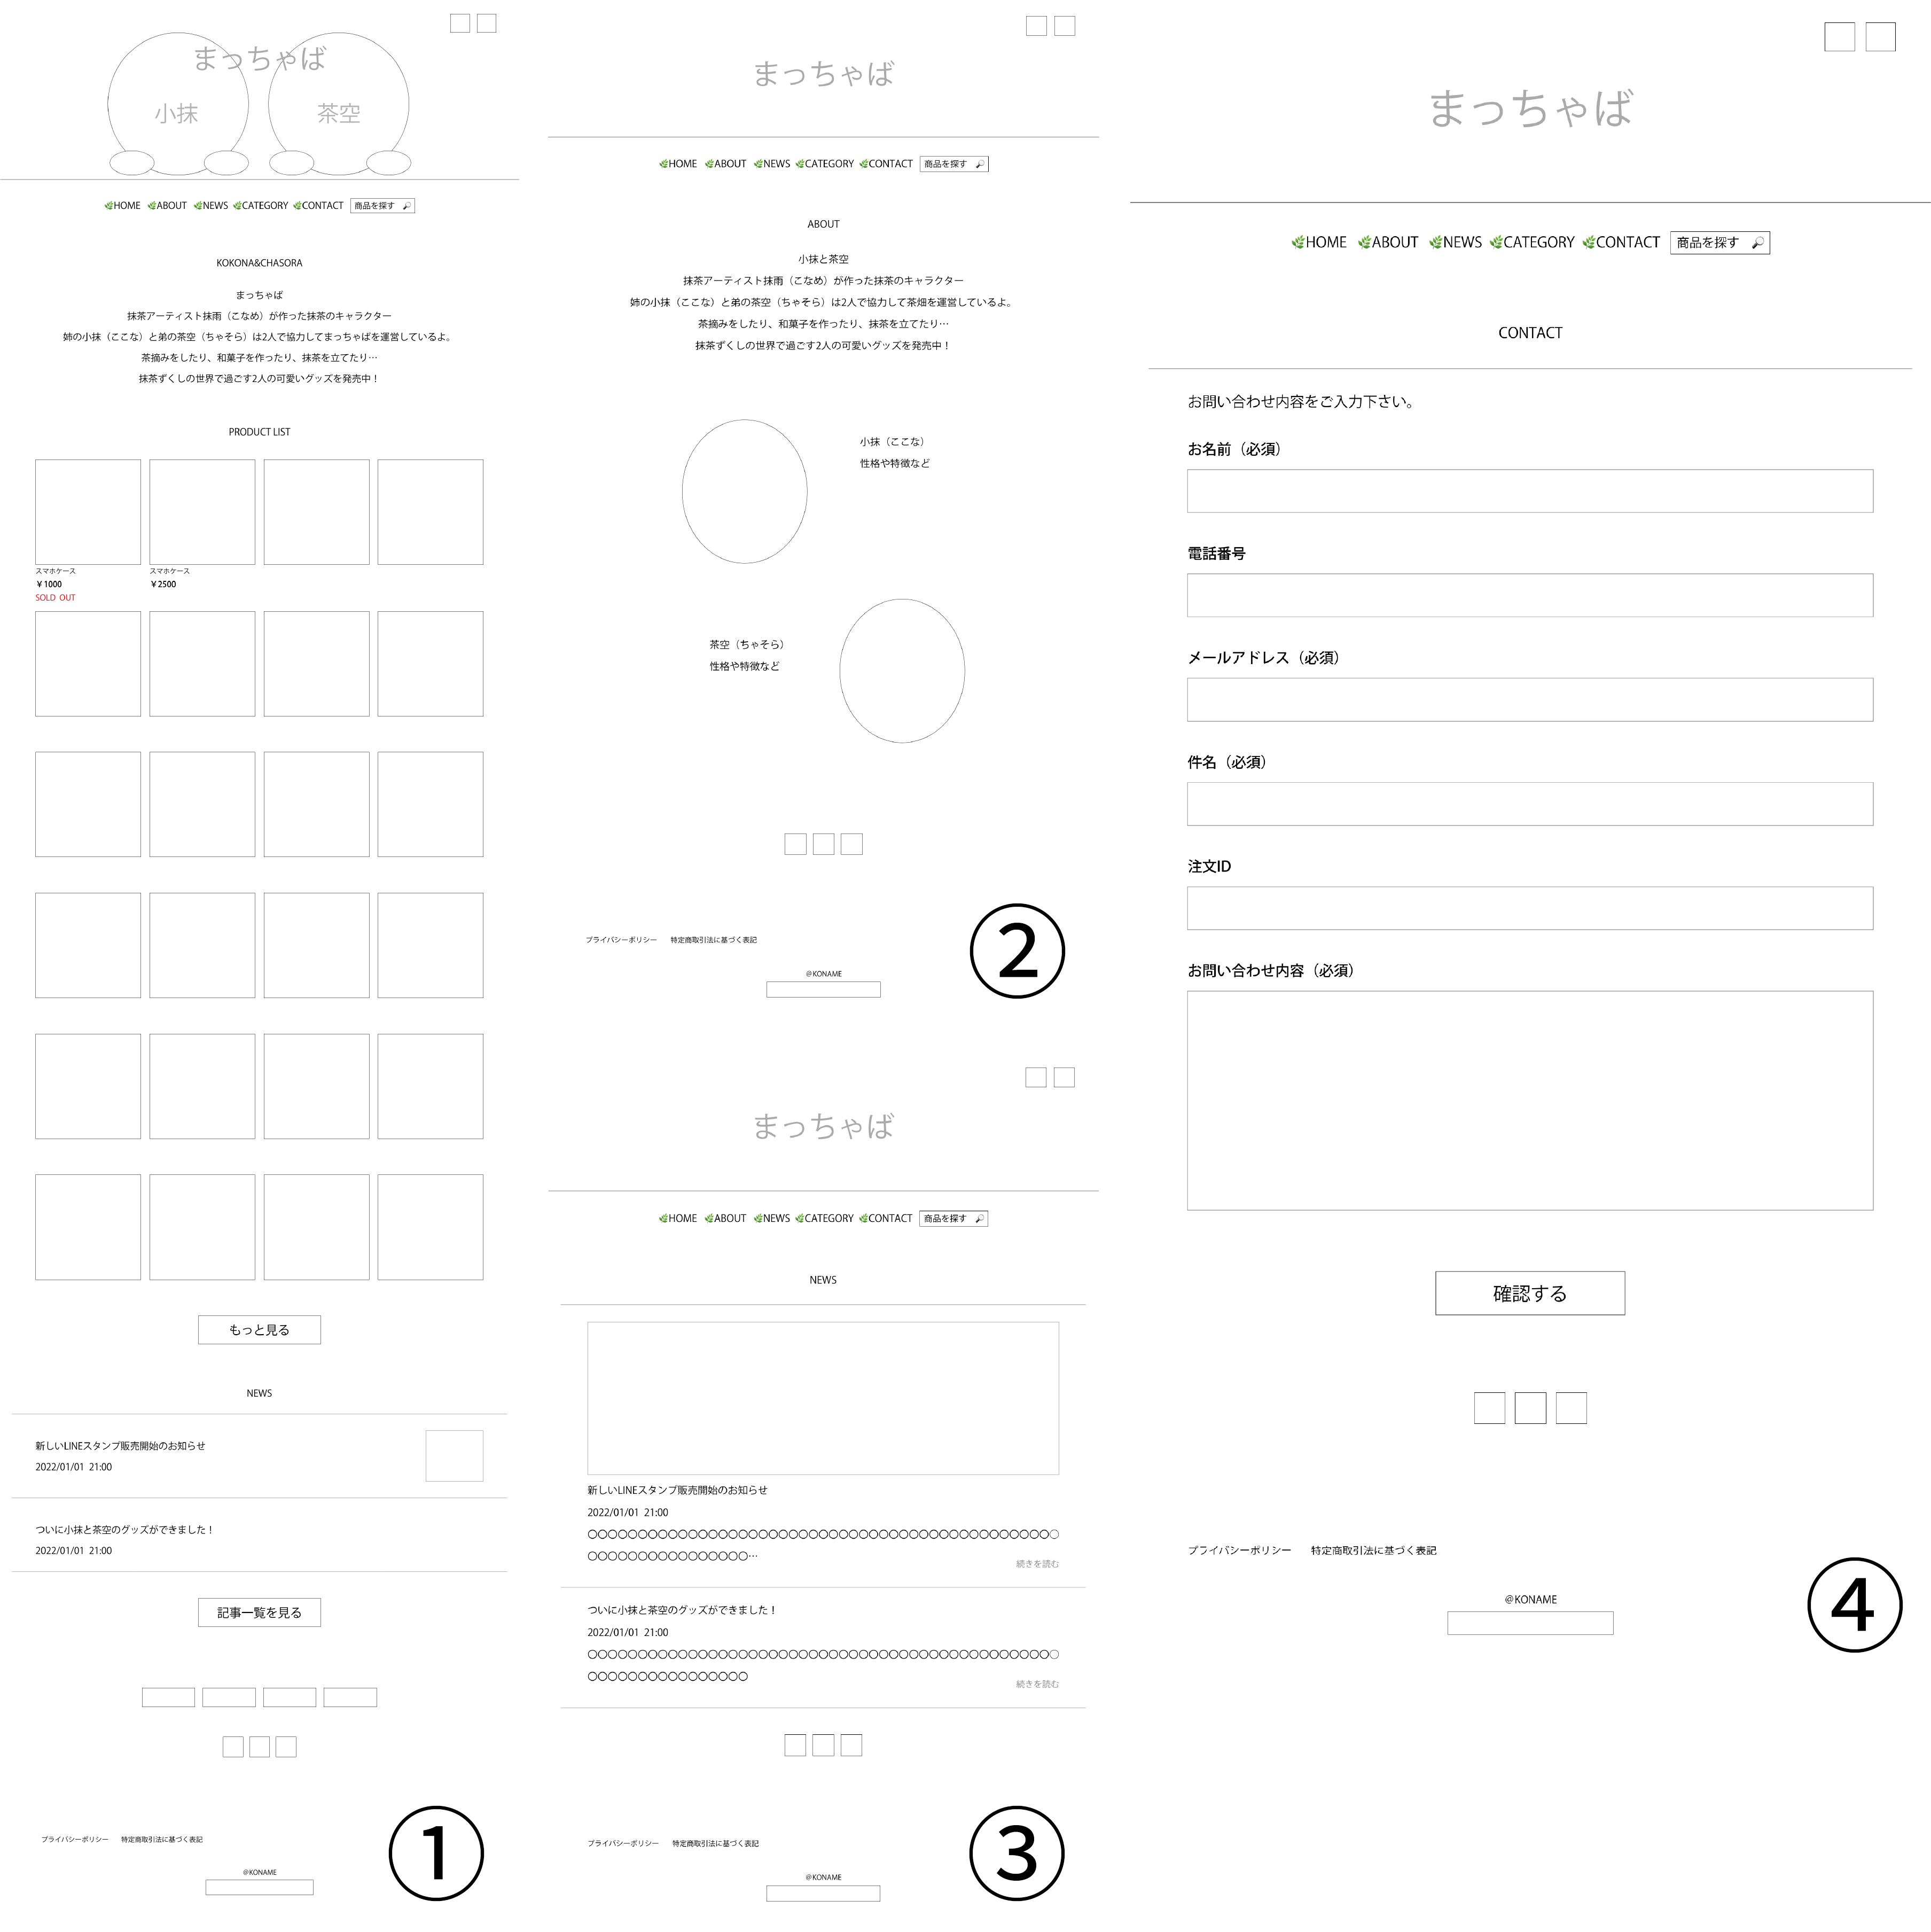 まっちゃば
小抹
茶空
🌿HOME 🌿ABOUT 🌿NEWS 🌿CATEGORY 🌿CONTACT 商品を探す 🔎
KOKONA&CHASORA
まっちゃば
抹茶アーティスト抹雨（こなめ）が作った抹茶のキャラクター
姉の小抹（ここな）と弟の茶空（ちゃそら）は2人で協力してまっちゃばを運営しているよ。
茶摘みをしたり、和菓子を作ったり、抹茶を立てたり…
抹茶ずくしの世界で過ごす2人の可愛いグッズを発売中！
PRODUCT LIST
スマホケース
￥1000
SOLD OUT
スマホケース
￥2500
もっと見る
NEWS
新しいLINEスタンプ販売開始のお知らせ
2022/01/01 21:00
ついに小抹と茶空のグッズができました！
2022/01/01 21:00
記事一覧を見る
プライバシーポリシー 特定商取引法に基づく表記
@KONAME
1
まっちゃば
🌿HOME 🌿ABOUT 🌿NEWS 🌿CATEGORY 🌿CONTACT 商品を探す 🔎
ABOUT
小抹と茶空
抹茶アーティスト抹雨（こなめ）が作った抹茶のキャラクター
姉の小抹（ここな）と弟の茶空（ちゃそら）は2人で協力して茶畑を運営しているよ。
茶摘みをしたり、和菓子を作ったり、抹茶を立てたり…
抹茶ずくしの世界で過ごす2人の可愛いグッズを発売中！
小抹（ここな）
性格や特徴など
茶空（ちゃそら）
性格や特徴など
プライバシーポリシー 特定商取引法に基づく表記
@KONAME
2
まっちゃば
🌿HOME 🌿ABOUT 🌿NEWS 🌿CATEGORY 🌿CONTACT 商品を探す 🔎
NEWS
新しいLINEスタンプ販売開始のお知らせ
2022/01/01 21:00
〇〇〇〇〇〇〇〇〇〇〇〇〇〇〇〇〇〇〇〇〇〇〇〇〇〇〇〇〇〇〇〇〇〇〇〇〇〇〇〇〇〇〇〇〇〇〇
〇〇〇〇〇〇〇〇〇〇〇〇〇〇〇〇…
続きを読む
ついに小抹と茶空のグッズができました！
2022/01/01 21:00
〇〇〇〇〇〇〇〇〇〇〇〇〇〇〇〇〇〇〇〇〇〇〇〇〇〇〇〇〇〇〇〇〇〇〇〇〇〇〇〇〇〇〇〇〇〇〇
〇〇〇〇〇〇〇〇〇〇〇〇〇〇〇〇
続きを読む
プライバシーポリシー 特定商取引法に基づく表記
@KONAME
3
まっちゃば
🌿HOME 🌿ABOUT 🌿NEWS 🌿CATEGORY 🌿CONTACT 商品を探す 🔎
CONTACT
お問い合わせ内容をご入力下さい。
お名前（必須）
電話番号
メールアドレス（必須）
件名（必須）
注文ID
お問い合わせ内容（必須）
確認する
プライバシーポリシー 特定商取引法に基づく表記
@KONAME
4